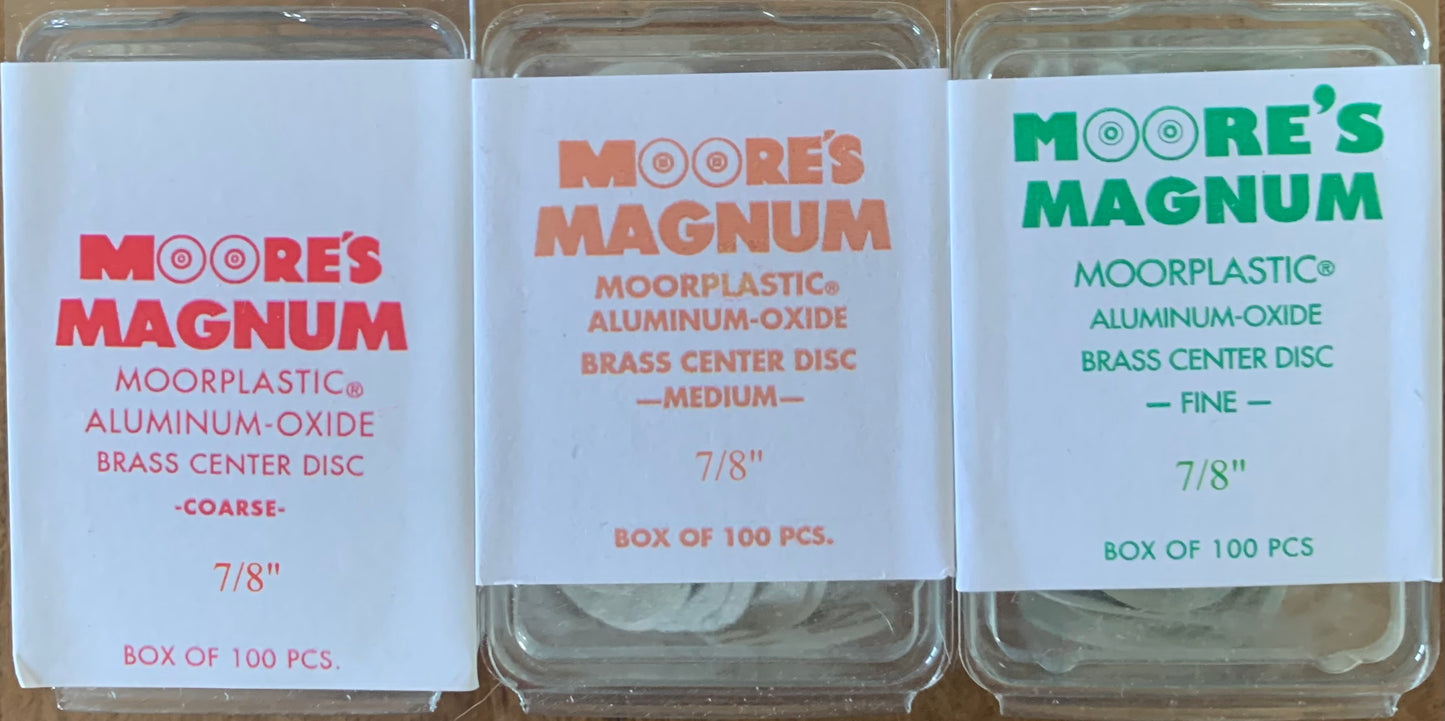 MOORE'S
MAGNUM
MOORPLASTIC®
ALUMINUM-OXIDE
BRASS CENTER DISC
-COARSE-
7/8"
BOX OF 100 PCS.
MOORE'S
MAGNUM
MOORPLASTIC®
ALUMINUM-OXIDE
BRASS CENTER DISC
—MEDIUM—
7/8"
BOX OF 100 PCS.
MOORE'S
MAGNUM
MOORPLASTIC®
ALUMINUM-OXIDE
BRASS CENTER DISC
— FINE —
7/8"
BOX OF 100 PCS